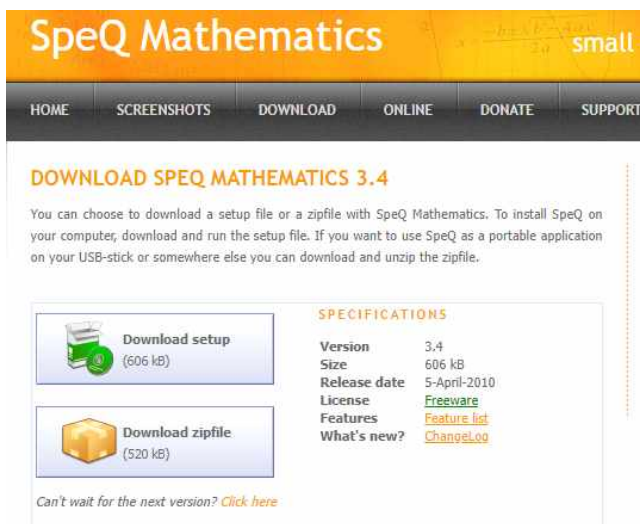 SpeQ Mathematics
small
HOME SCREENSHOTS DOWNLOAD ONLINE DONATE SUPPORT
DOWNLOAD SPEQ MATHEMATICS 3.4
You can choose to download a setup file or a zipfile with SpeQ Mathematics. To install SpeQ on
your computer, download and run the setup file. If you want to use SpeQ as a portable application
on your USB-stick or somewhere else you can download and unzip the zipfile.
Download setup
(606 kB)
Download zipfile
(520 kB)
Can't wait for the next version? Click here
SPECIFICATIONS
Version 3.4
Size 606 kB
Release date 5-April-2010
License Freeware
Features Feature list
What's new? ChangeLog